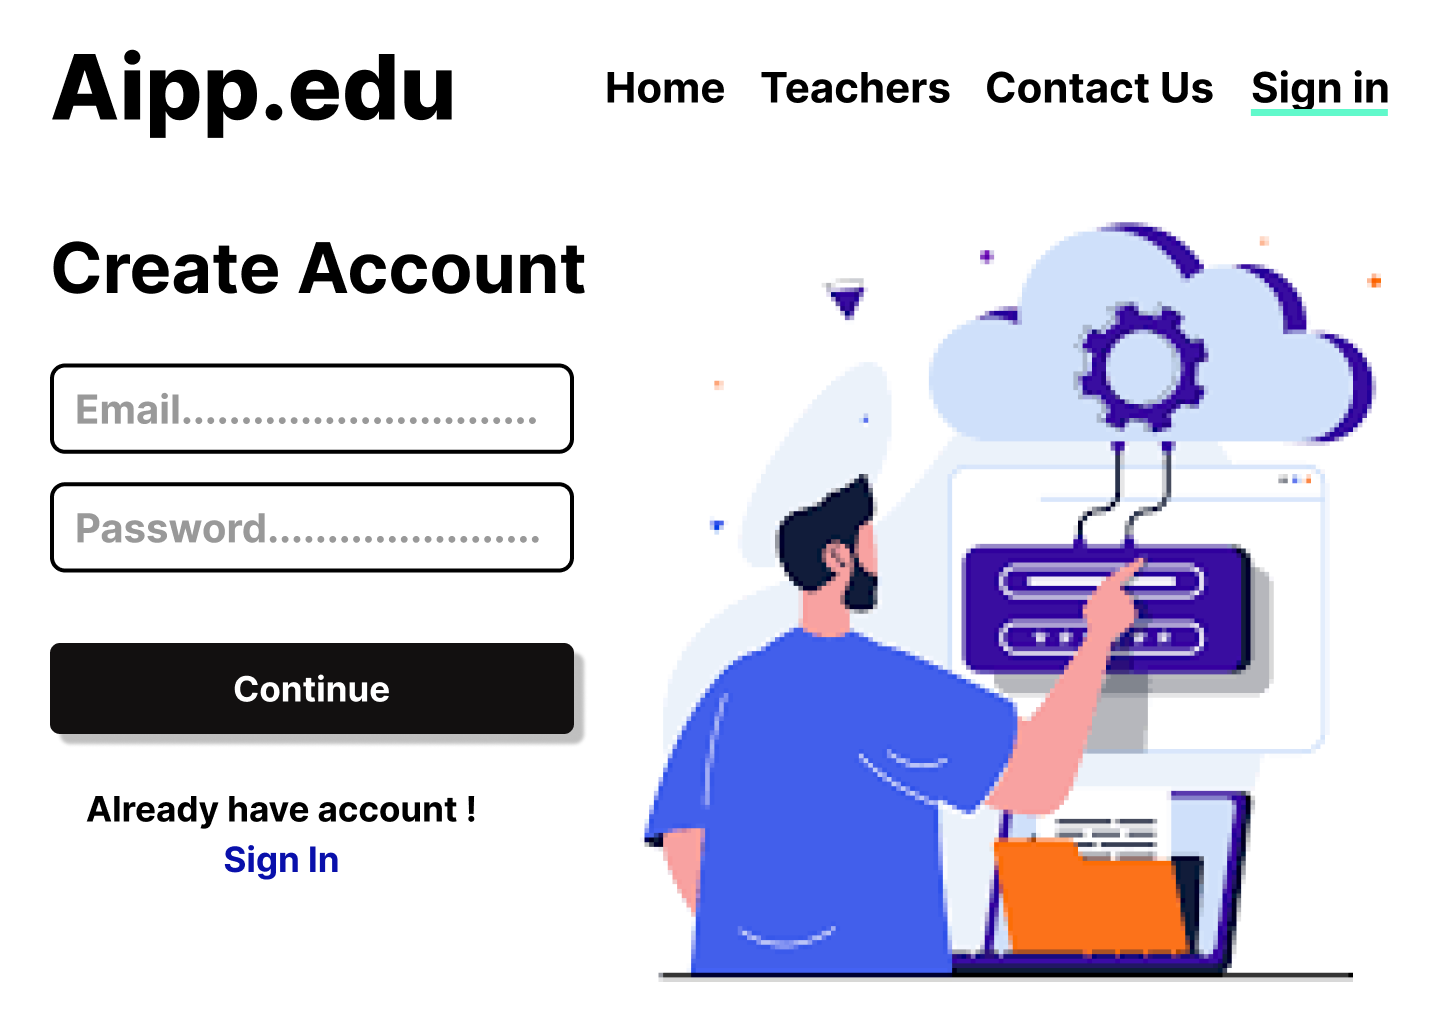 Aipp.edu
Home Teachers Contact Us Sign in
Create Account
Email..............................
Password.......................
Continue
Already have account !
Sign In